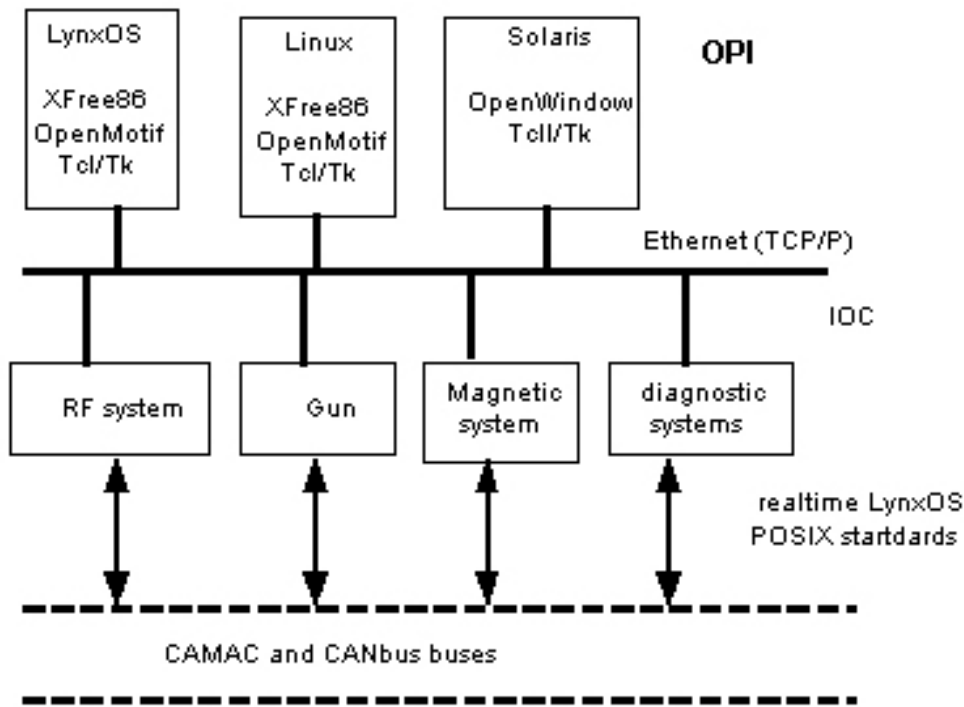 LynxOS
XFree86
OpenMotif
Tcl/Tk
Linux
XFree86
OpenMotif
Tcl/Tk
Solaris
OpenWindow
Tcll/Tk
OPI
Ethernet (TCP/P)
IOC
RF system
Gun
Magnetic
system
diagnostic
systems
realtime LynxOS
POSIX startdards
CAMAC and CANbus buses